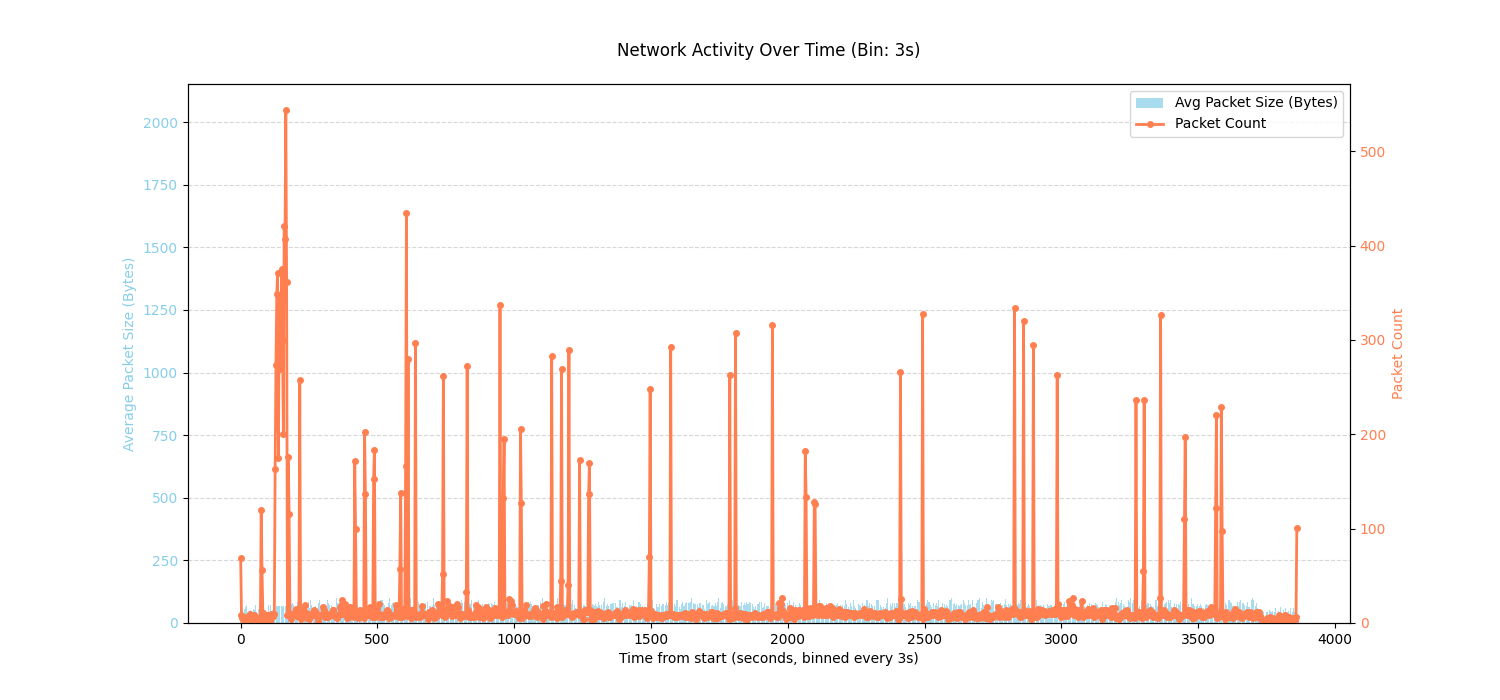 Network Activity Over Time (Bin: 3s)
Avg Packet Size (Bytes)
Packet Count
2000
1750
1500
1250
1000
750
500
250
0
Average Packet Size (Bytes)
500
400
300
200
100
0
Packet Count
0 500 1000 1500 2000 2500 3000 3500 4000
Time from start (seconds, binned every 3s)